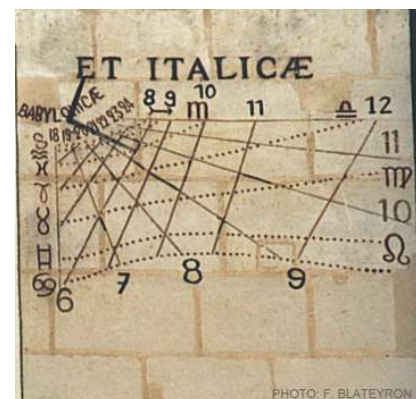 ET ITALICÆ
BABYLONICÆ
8 9 10 11 ♎ 12
♏
11
♍
10
♌
♓
♉
♊
♋
6 7 8 9
PHOTO: F. BLATEYRON